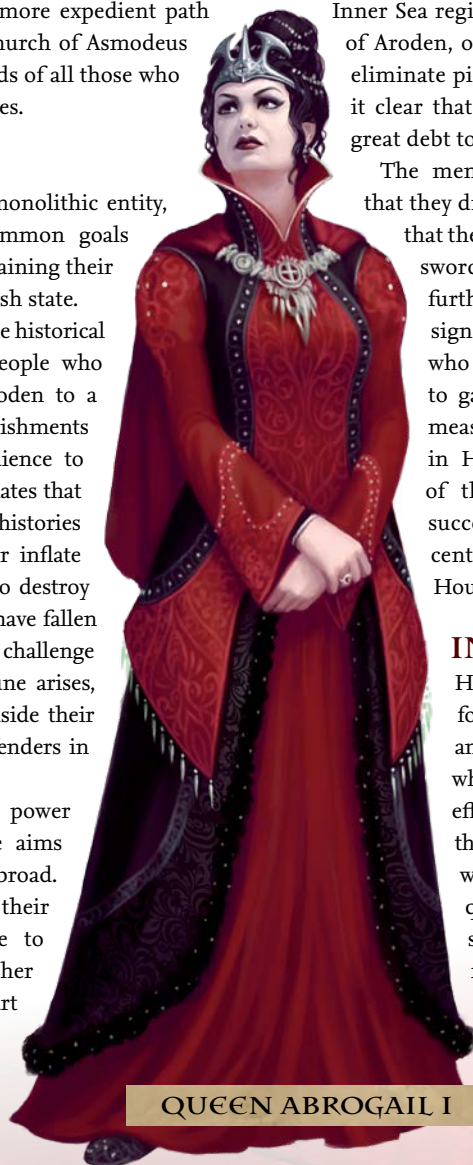 more expedient path
hurch of Asmodeus
ds of all those who
es.
monolithic entity,
mmon goals
aining their
sh state.
e historical
eople who
oden to a
ishments
ience to
ates that
histories
r inflate
o destroy
have fallen
challenge
une arises,
side their
enders in
power
e aims
broad.
their
e to
her
rt
Inner Sea regi
of Aroden, o
eliminate pi
it clear that
great debt to
The mem
that they di
that the
sword
furth
sign
who
to ga
meas
in H
of th
succe
cent
Hou
IN
H
fo
an
wh
eff
th
w
q
s
QUEEN ABROGAIL I